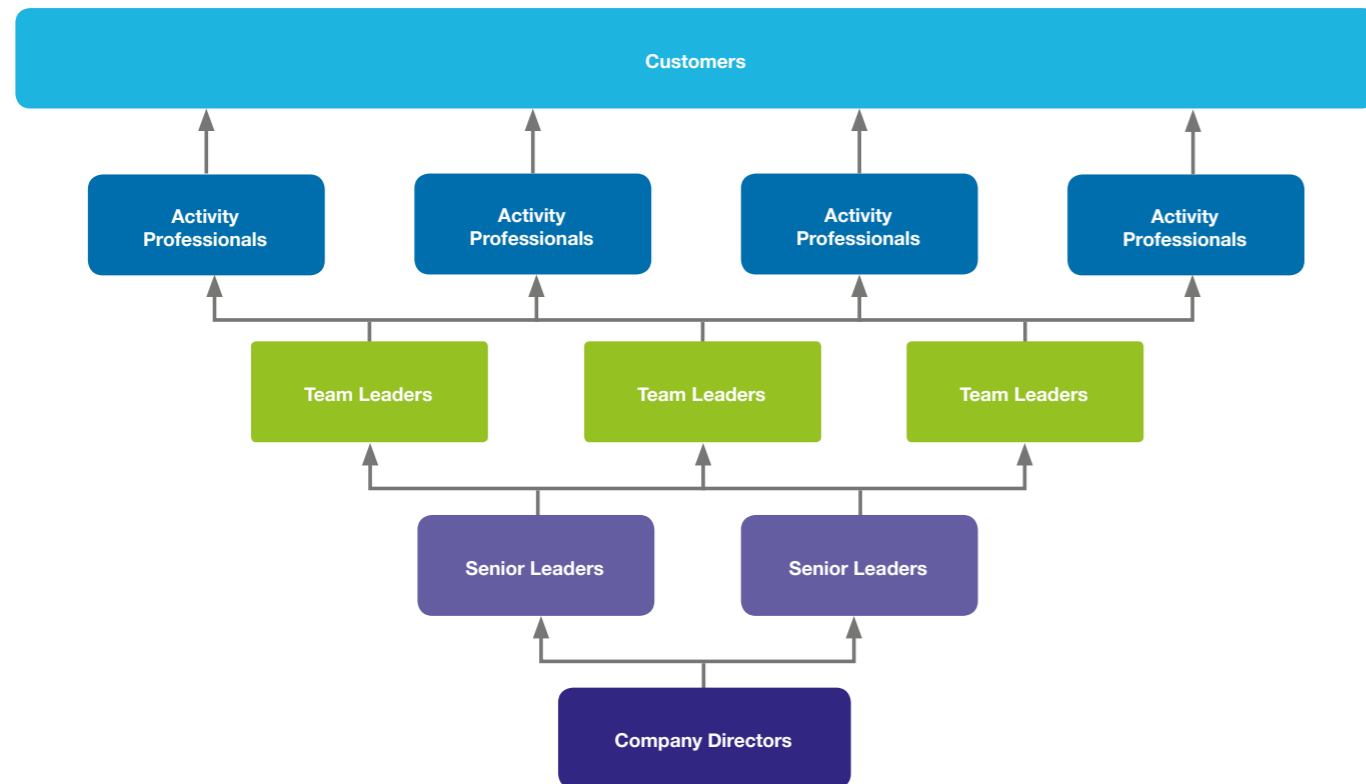 Customers
Activity
Professionals
Activity
Professionals
Activity
Professionals
Activity
Professionals
Team Leaders
Team Leaders
Team Leaders
Senior Leaders
Senior Leaders
Company Directors